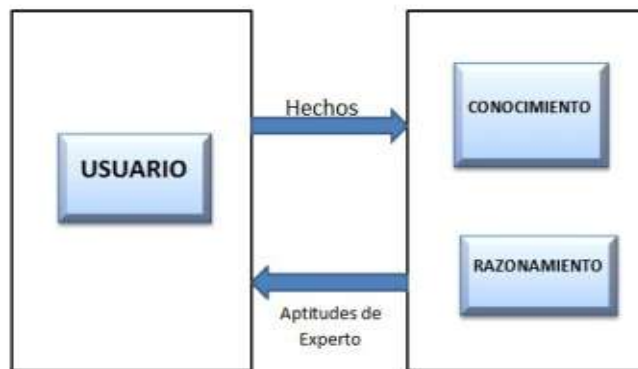 Hechos
CONOCIMIENTO
USUARIO
RAZONAMIENTO
Aptitudes de
Experto